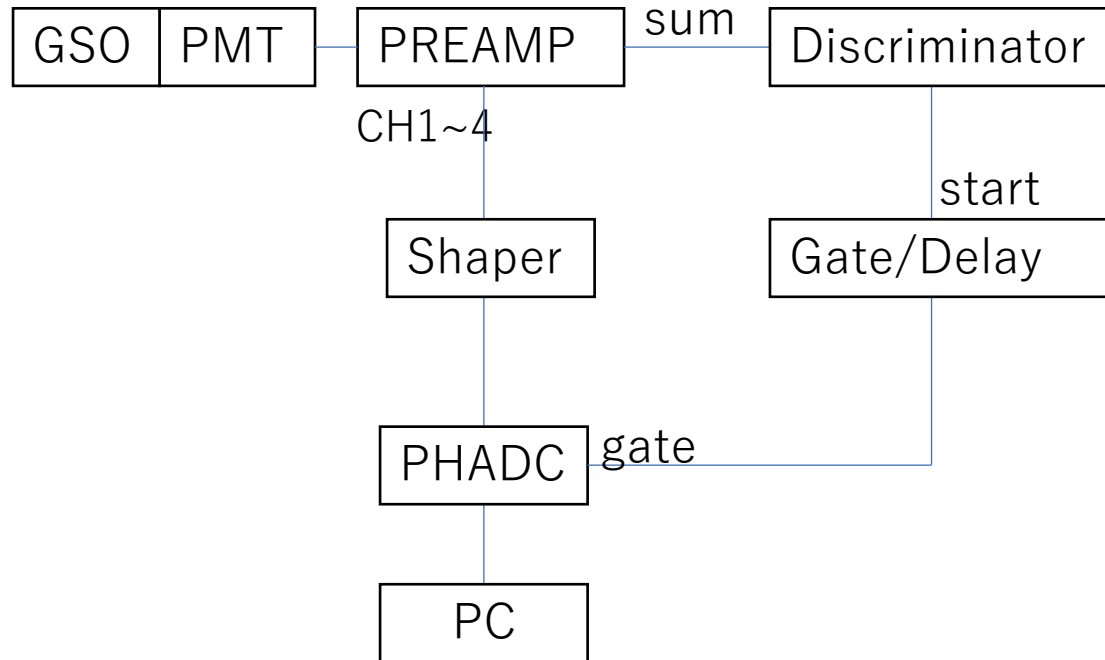 GSO PMT PREAMP sum Discriminator
CH1~4
start
Shaper Gate/Delay
PHADC gate
PC